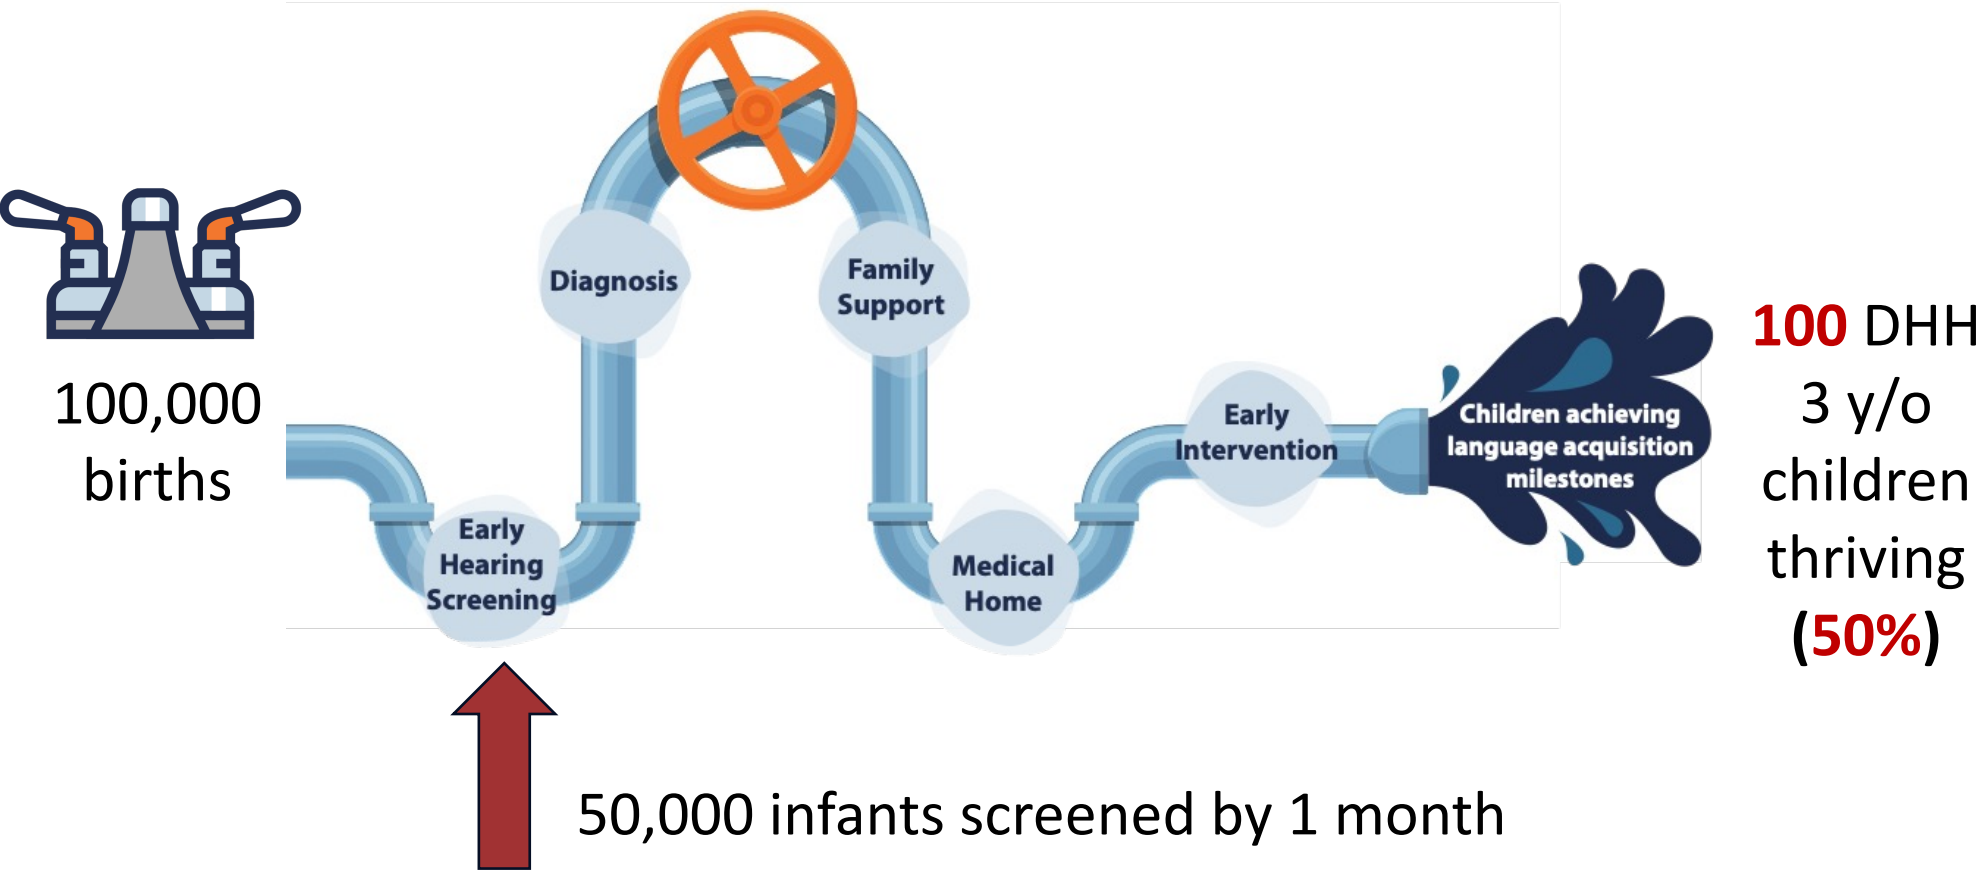 100,000
births
Early
Hearing
Screening
Diagnosis
Family
Support
Medical
Home
Early
Intervention
Children achieving
language acquisition
milestones
100 DHH
3 y/o
children
thriving
(50%)
50,000 infants screened by 1 month